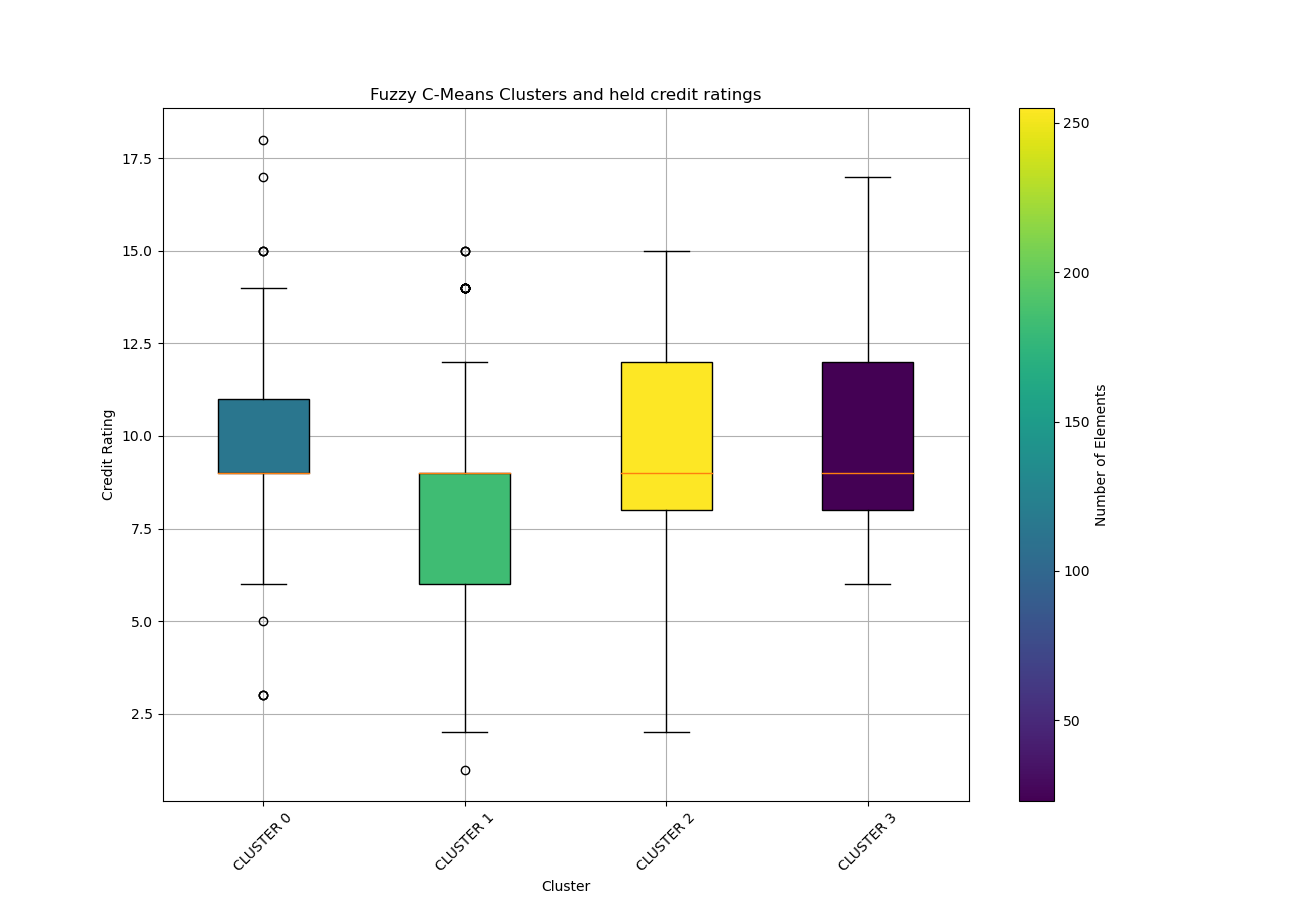 Fuzzy C-Means Clusters and held credit ratings
17.5
15.0
12.5
10.0
7.5
5.0
2.5
Credit Rating
CLUSTER 0
CLUSTER 1
CLUSTER 2
CLUSTER 3
Cluster
250
200
150
100
50
Number of Elements